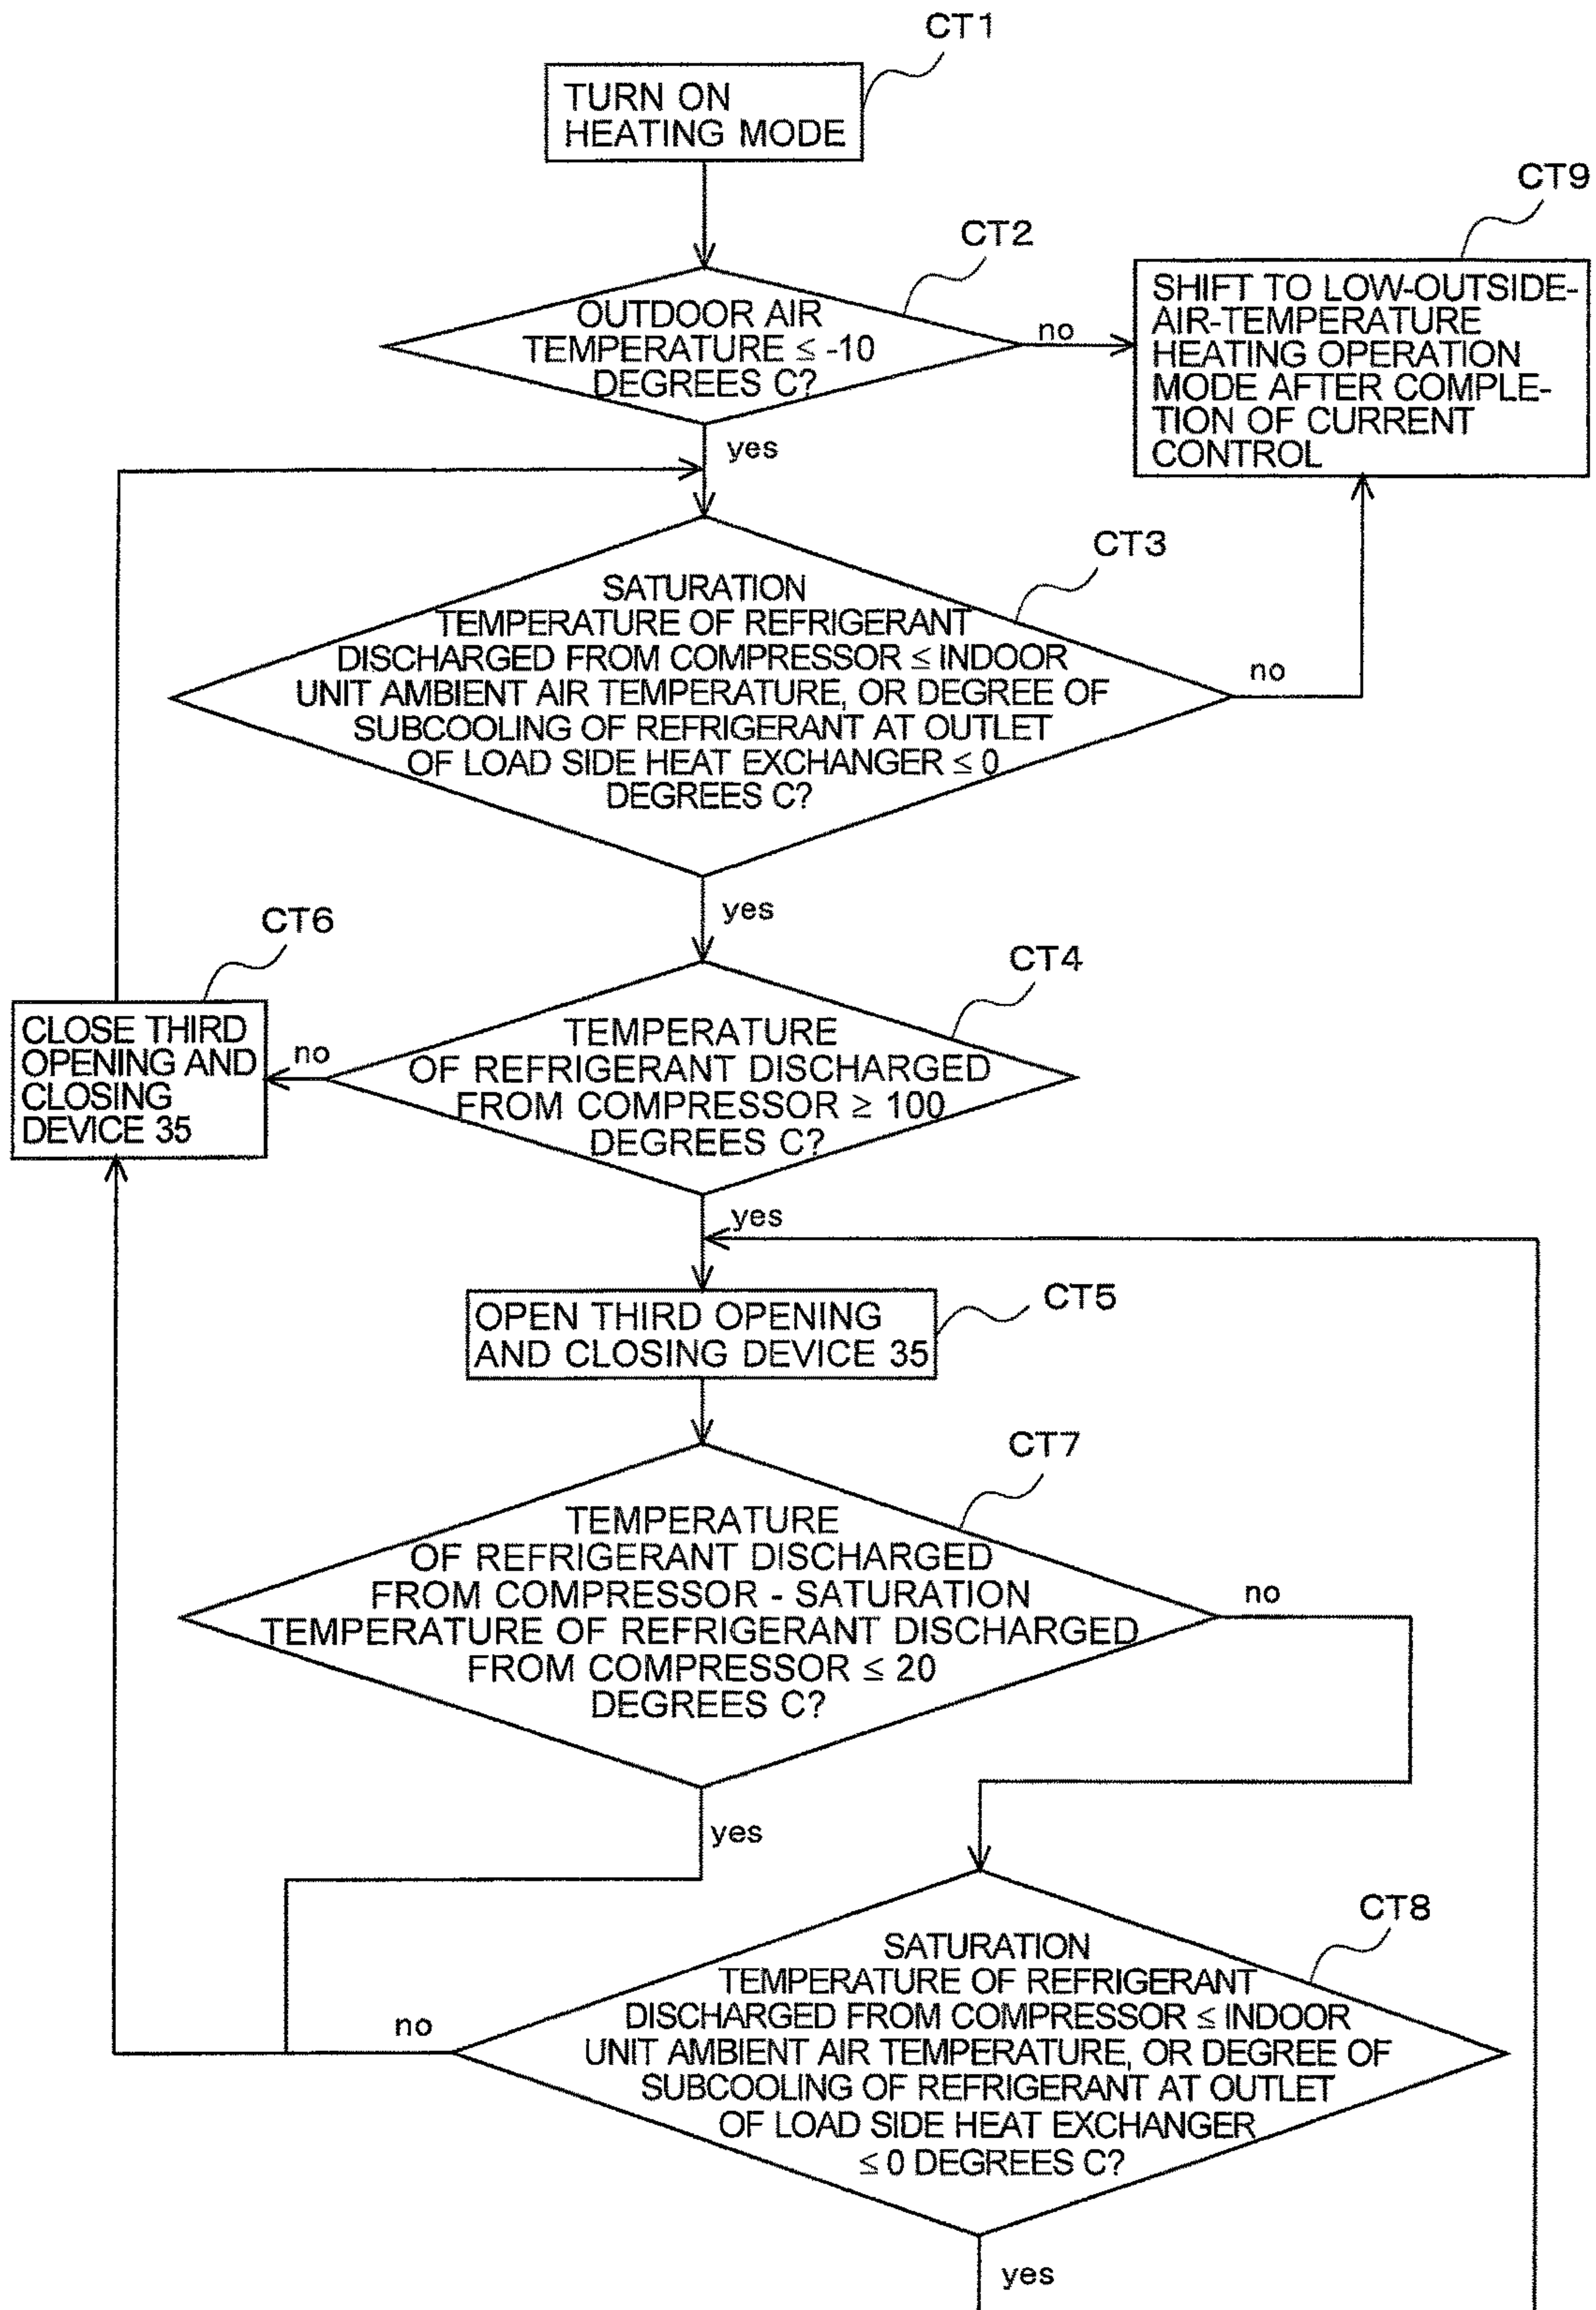 CT1
TURN ON
HEATING MODE
CT9
CT2
SHIFT TO LOW-OUTSIDE-
AIR-TEMPERATURE
HEATING OPERATION
MODE AFTER COMPLE-
TION OF CURRENT
CONTROL
OUTDOOR AIR
TEMPERATURE ≤ -10
DEGREES C?
no
yes
CT3
SATURATION
TEMPERATURE OF REFRIGERANT
DISCHARGED FROM COMPRESSOR ≤ INDOOR
UNIT AMBIENT AIR TEMPERATURE, OR DEGREE OF
SUBCOOLING OF REFRIGERANT AT OUTLET
OF LOAD SIDE HEAT EXCHANGER ≤ 0
DEGREES C?
no
yes
CT6
CT4
CLOSE THIRD
OPENING AND
CLOSING
DEVICE 35
no
TEMPERATURE
OF REFRIGERANT DISCHARGED
FROM COMPRESSOR ≥ 100
DEGREES C?
yes
CT5
OPEN THIRD OPENING
AND CLOSING DEVICE 35
CT7
TEMPERATURE
OF REFRIGERANT DISCHARGED
FROM COMPRESSOR - SATURATION
TEMPERATURE OF REFRIGERANT DISCHARGED
FROM COMPRESSOR ≤ 20
DEGREES C?
no
yes
CT8
SATURATION
TEMPERATURE OF REFRIGERANT
DISCHARGED FROM COMPRESSOR ≤ INDOOR
UNIT AMBIENT AIR TEMPERATURE, OR DEGREE OF
SUBCOOLING OF REFRIGERANT AT OUTLET
OF LOAD SIDE HEAT EXCHANGER
≤ 0 DEGREES C?
no
yes